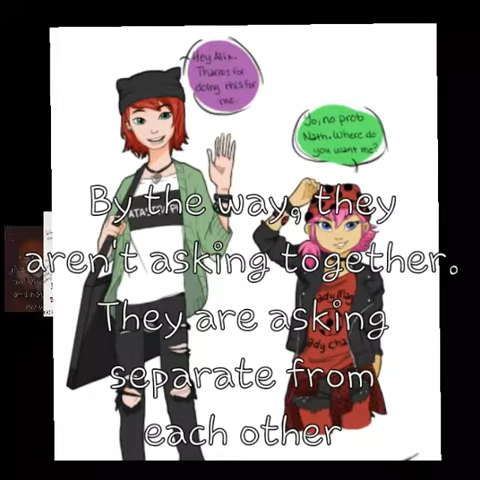 Hey Alix.
Thanks for
doing this for
me.
Yo, no prob
Nath. Where do
you want me?
By the way, they
aren't asking together.
They are asking
separate from
each other